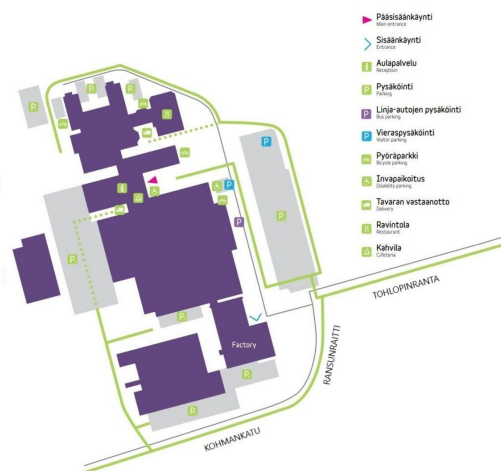 Pääsisäänkäynti
Main entrance
Sisäänkäynti
Entrance
Aulapalvelu
Reception
Pysäköinti
Parking
Linja-autojen pysäköinti
Bus parking
Vieraspysäköinti
Visitor parking
Pyöräparkki
Bicycle parking
Invapaikoitus
Disability parking
Tavaran vastaanotto
Delivery
Ravintola
Restaurant
Kahvila
Cafeteria
P
P
P
P
P
P
P
P
P
P
P
P
Factory
TOHLOPINRANTA
RANSUNRAITTI
KOHMANKATU